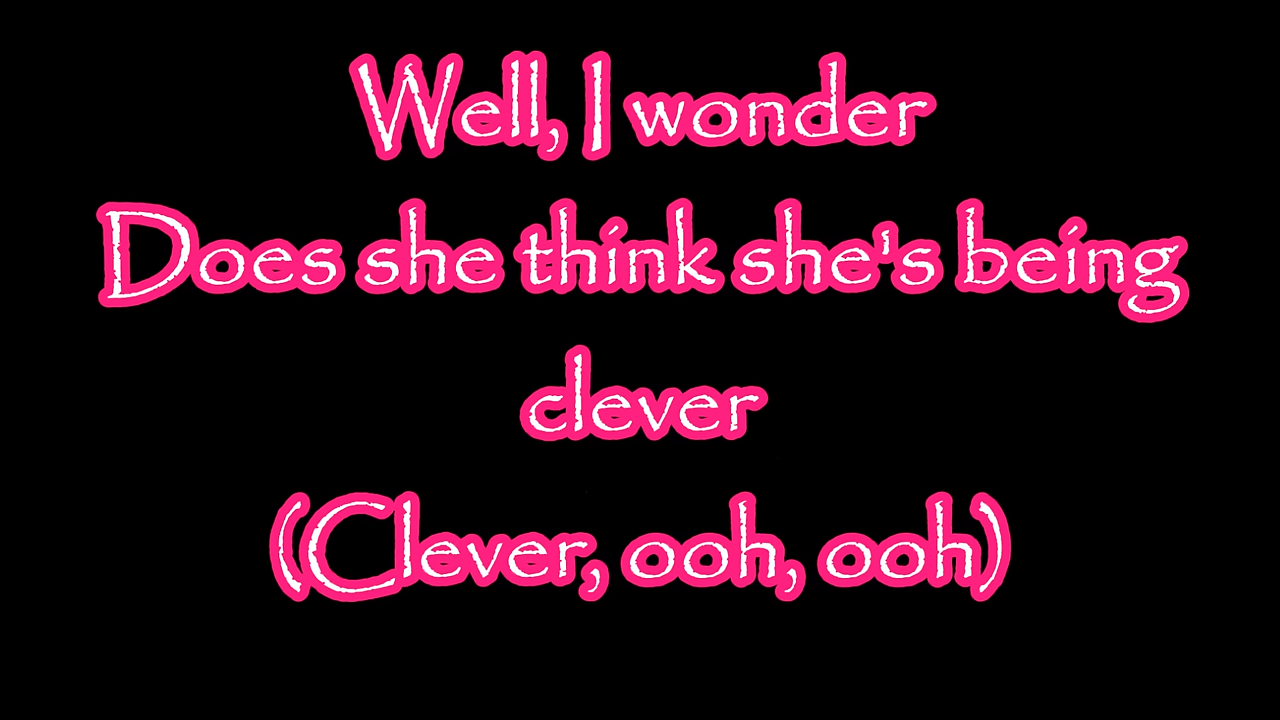 Well, I wonder
Does she think she's being
clever
(Clever, ooh, ooh)